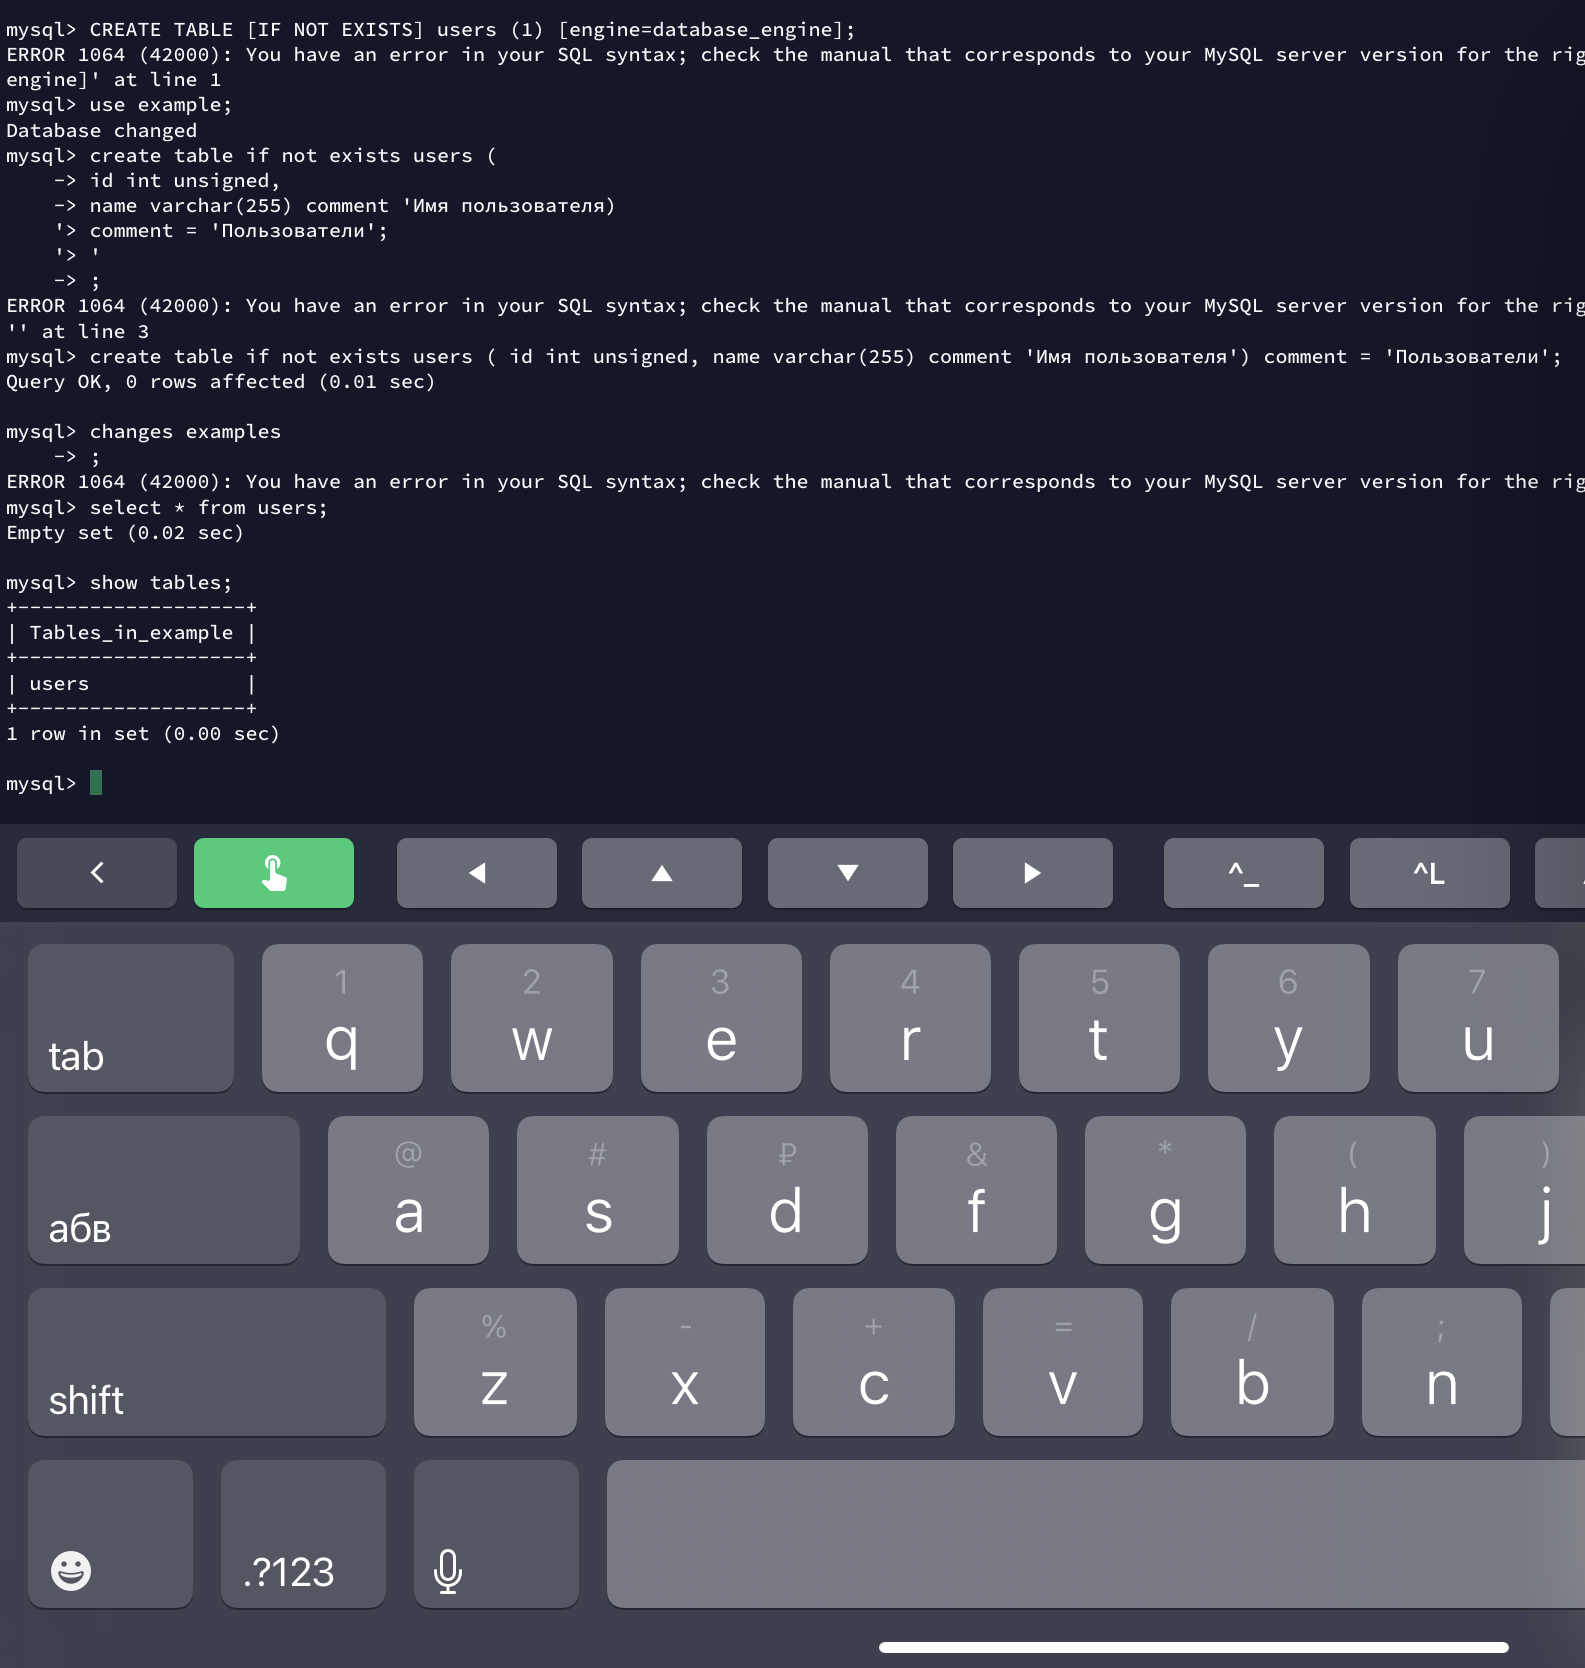 mysql> CREATE TABLE [IF NOT EXISTS] users (1) [engine=database_engine];
ERROR 1064 (42000): You have an error in your SQL syntax; check the manual that corresponds to your MySQL server version for the rig
engine]' at line 1
mysql> use example;
Database changed
mysql> create table if not exists users (
    -> id int unsigned,
    -> name varchar(255) comment 'Имя пользователя)
    '> comment = 'Пользователи';
    '> '
    -> ;
ERROR 1064 (42000): You have an error in your SQL syntax; check the manual that corresponds to your MySQL server version for the rig
'' at line 3
mysql> create table if not exists users ( id int unsigned, name varchar(255) comment 'Имя пользователя') comment = 'Пользователи';
Query OK, 0 rows affected (0.01 sec)
mysql> changes examples
    -> ;
ERROR 1064 (42000): You have an error in your SQL syntax; check the manual that corresponds to your MySQL server version for the rig
mysql> select * from users;
Empty set (0.02 sec)
mysql> show tables;
+-------------------+
| Tables_in_example |
+-------------------+
| users             |
+-------------------+
1 row in set (0.00 sec)
mysql>
^_ ^L
1 2 3 4 5 6 7
tab q w e r t y u
@ # ₽ & * ( )
абв a s d f g h j
% - + = / ;
shift z x c v b n
.?123